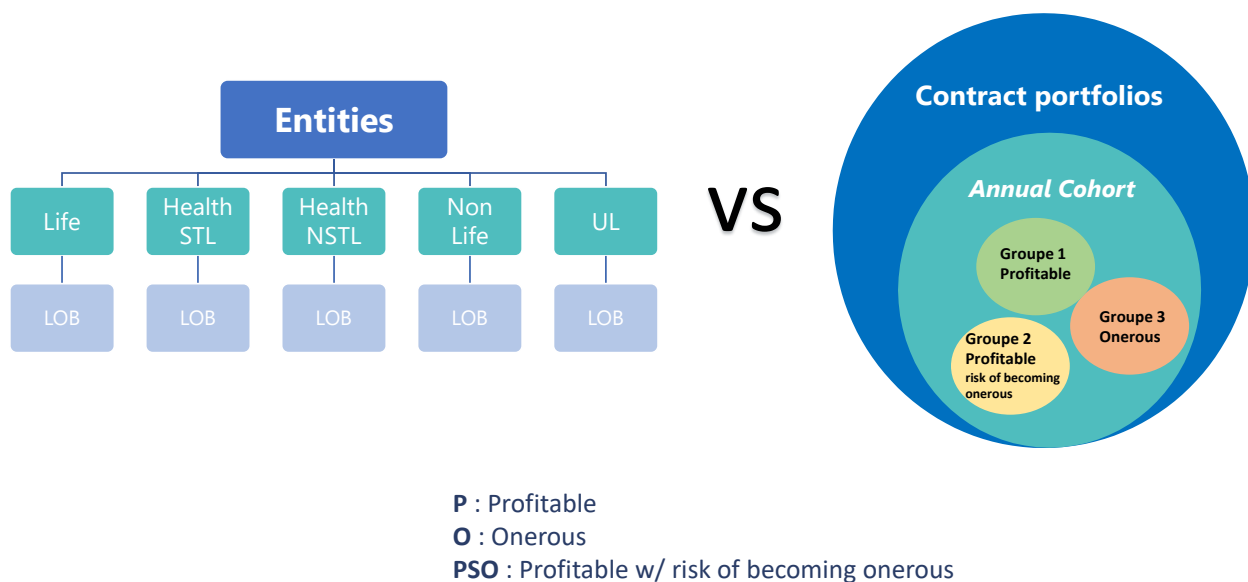 Entities
Life
Health
STL
Health
NSTL
Non
Life
UL
LOB
LOB
LOB
LOB
LOB
VS
Contract portfolios
Annual Cohort
Groupe 1
Profitable
Groupe 3
Onerous
Groupe 2
Profitable
risk of becoming
onerous
P : Profitable
O : Onerous
PSO : Profitable w/ risk of becoming onerous